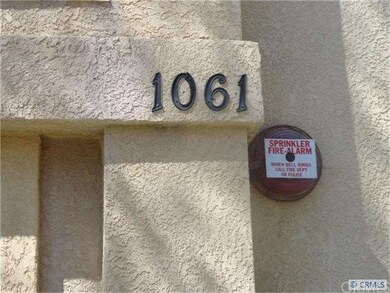 1061
SPRINKLER
FIRE-ALARM
WHEN BELL RINGS
CALL FIRE DEPT
OR POLICE
CRMLS